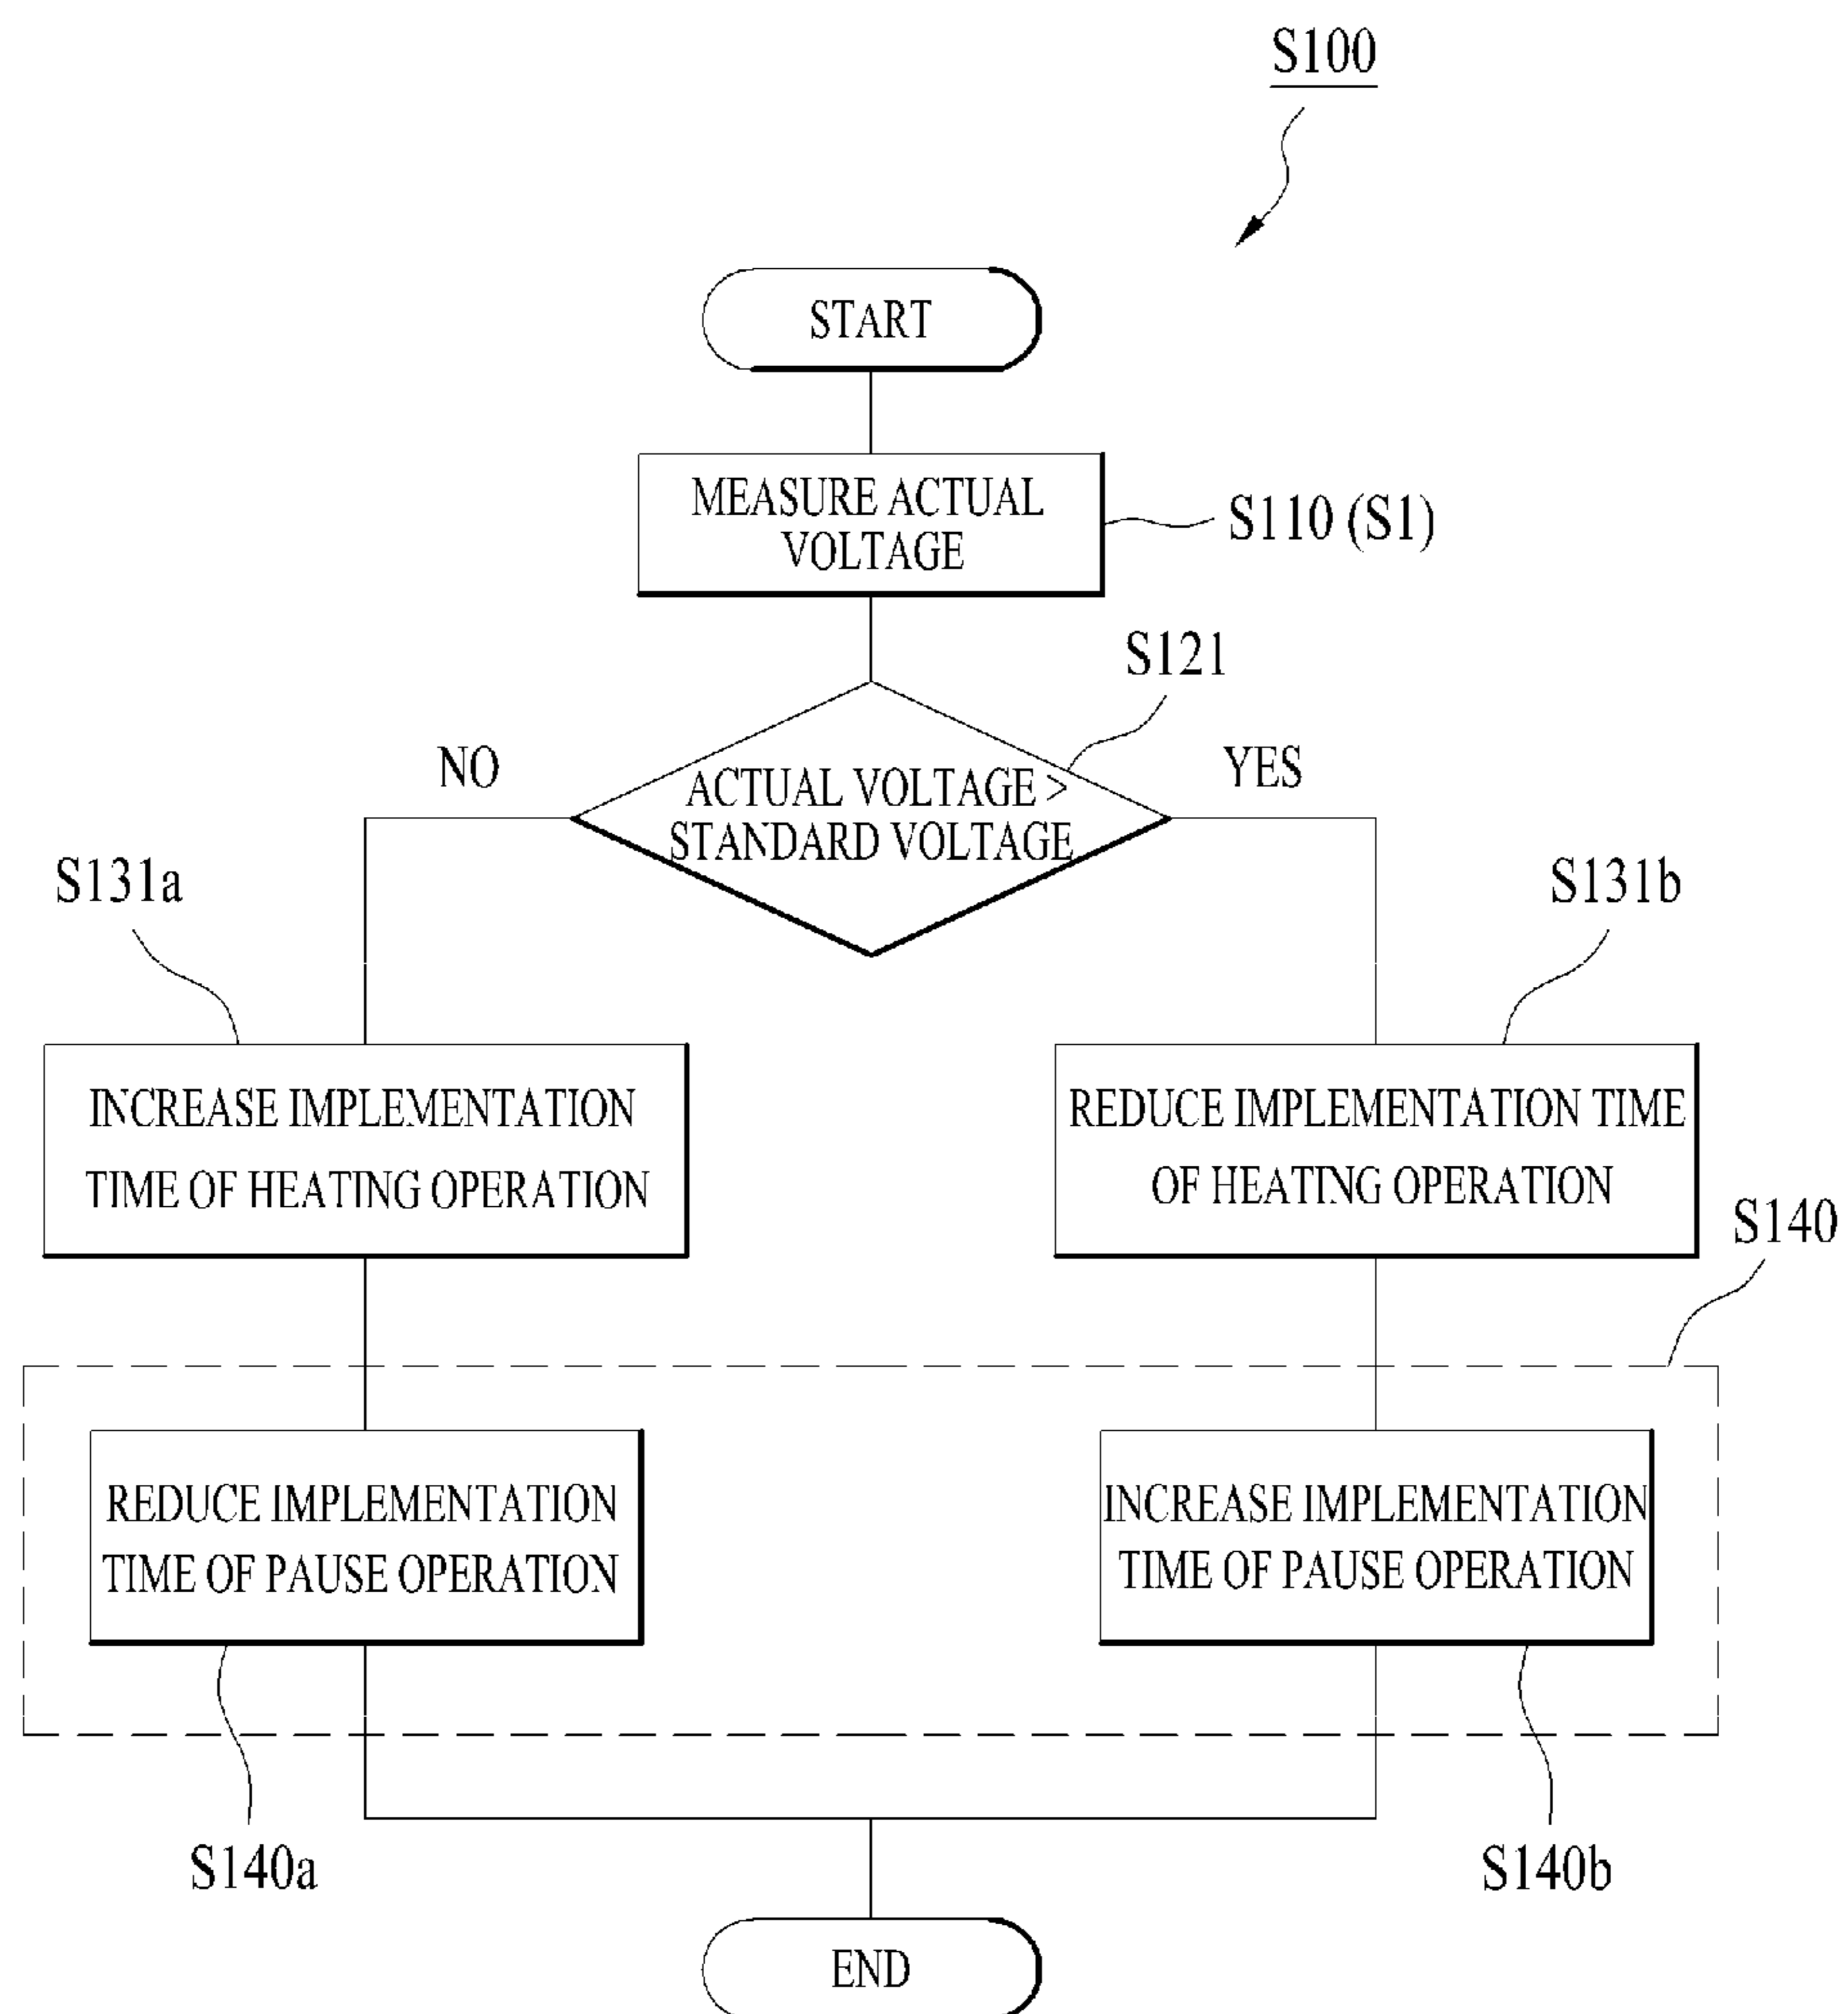 S100
START
MEASURE ACTUAL
VOLTAGE
S110 (S1)
S121
NO
YES
ACTUAL VOLTAGE >
STANDARD VOLTAGE
S131a
S131b
INCREASE IMPLEMENTATION
TIME OF HEATING OPERATION
REDUCE IMPLEMENTATION TIME
OF HEATING OPERATION
S140
REDUCE IMPLEMENTATION
TIME OF PAUSE OPERATION
INCREASE IMPLEMENTATION
TIME OF PAUSE OPERATION
S140a
S140b
END